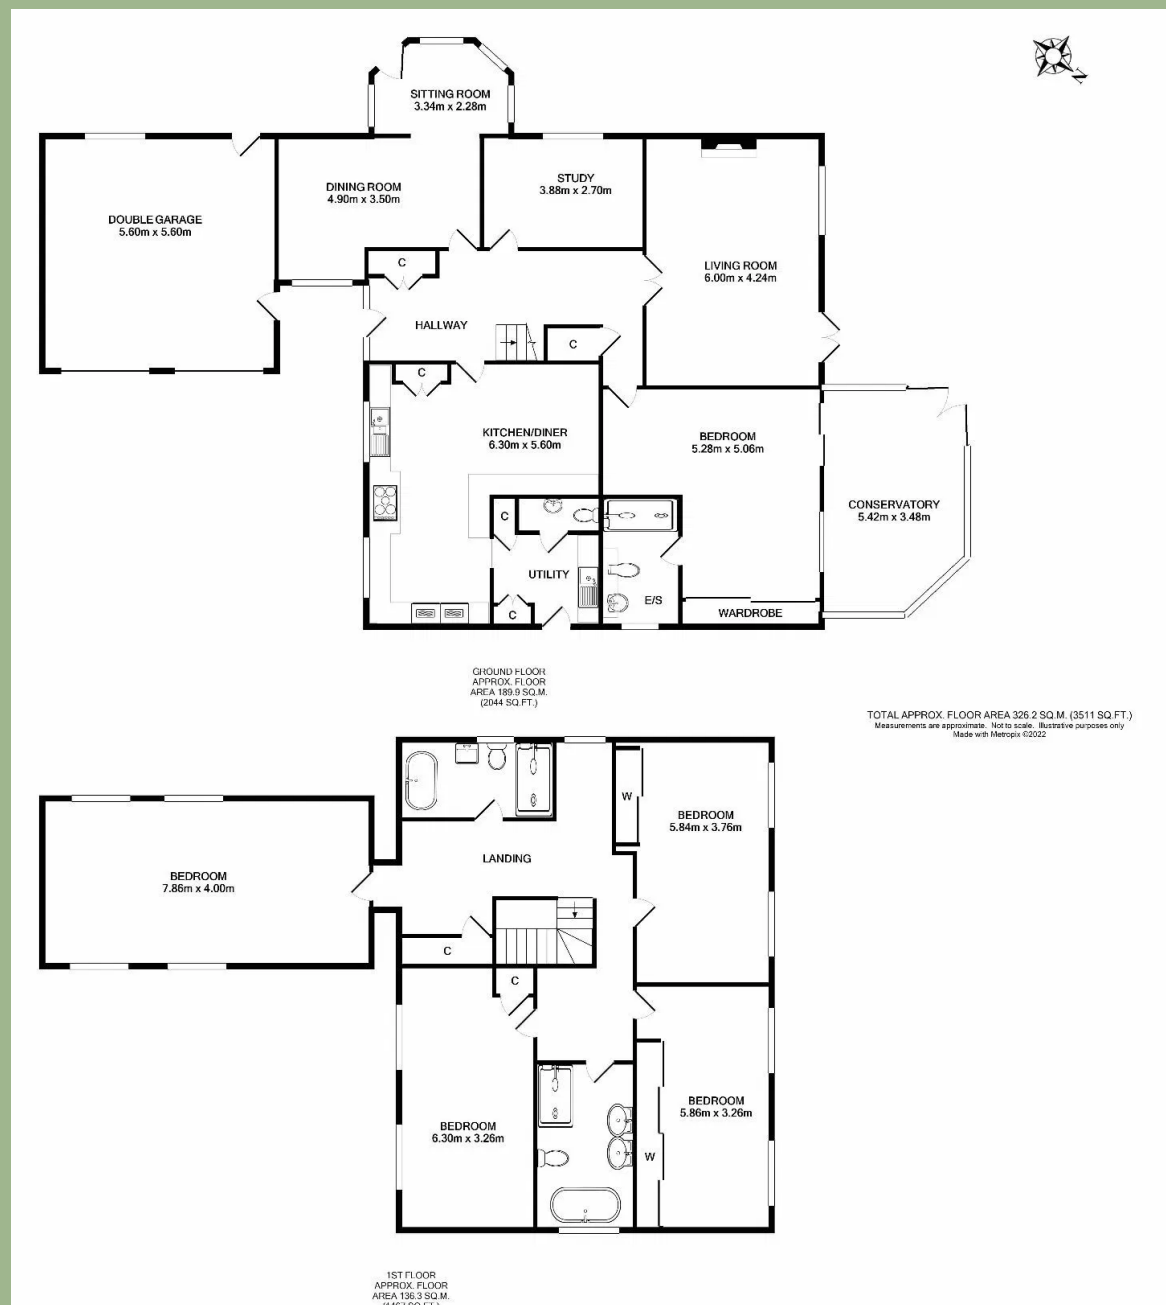 N
SITTING ROOM
3.34m x 2.28m
DOUBLE GARAGE
5.60m x 5.60m
DINING ROOM
4.90m x 3.50m
STUDY
3.88m x 2.70m
LIVING ROOM
6.00m x 4.24m
C
HALLWAY
C
C
KITCHEN/DINER
6.30m x 5.60m
BEDROOM
5.28m x 5.06m
CONSERVATORY
5.42m x 3.48m
C
UTILITY
E/S
C
WARDROBE
GROUND FLOOR
APPROX. FLOOR
AREA 189.9 SQ.M.
(2044 SQ.FT.)
TOTAL APPROX. FLOOR AREA 326.2 SQ.M. (3511 SQ.FT.)
Measurements are approximate. Not to scale. Illustrative purposes only
Made with Metropix ©2022
W
BEDROOM
5.84m x 3.76m
LANDING
BEDROOM
7.86m x 4.00m
C
C
BEDROOM
6.30m x 3.26m
BEDROOM
5.86m x 3.26m
W
1ST FLOOR
APPROX. FLOOR
AREA 136.3 SQ.M.
(1467 SQ.FT.)